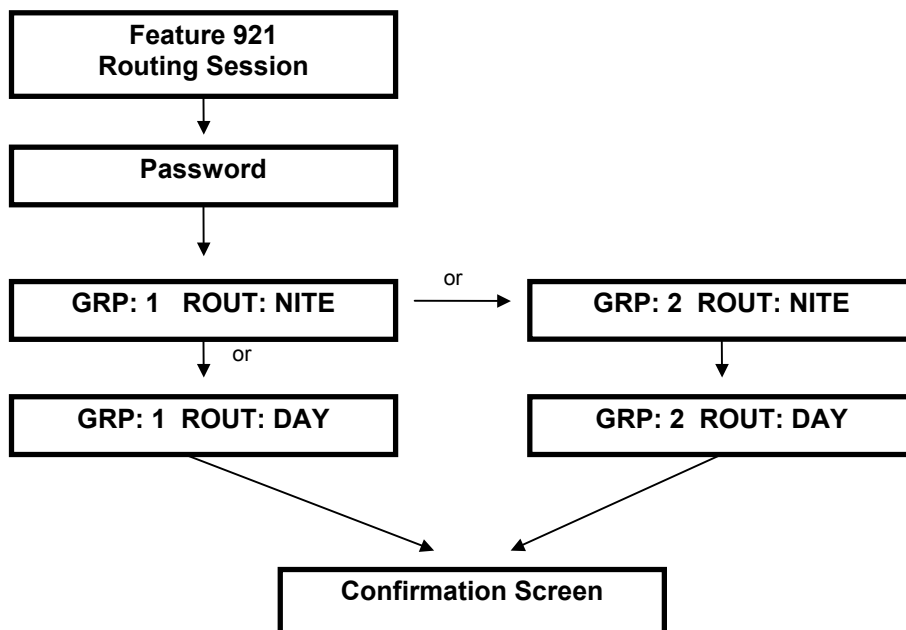 Feature 921
Routing Session
Password
GRP: 1 ROUT: NITE
or
GRP: 2 ROUT: NITE
or
GRP: 1 ROUT: DAY
GRP: 2 ROUT: DAY
Confirmation Screen